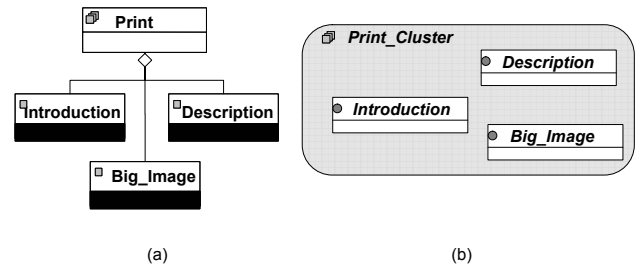 Print
Introduction
Description
Big_Image
(a)
Print_Cluster
Description
Introduction
Big_Image
(b)